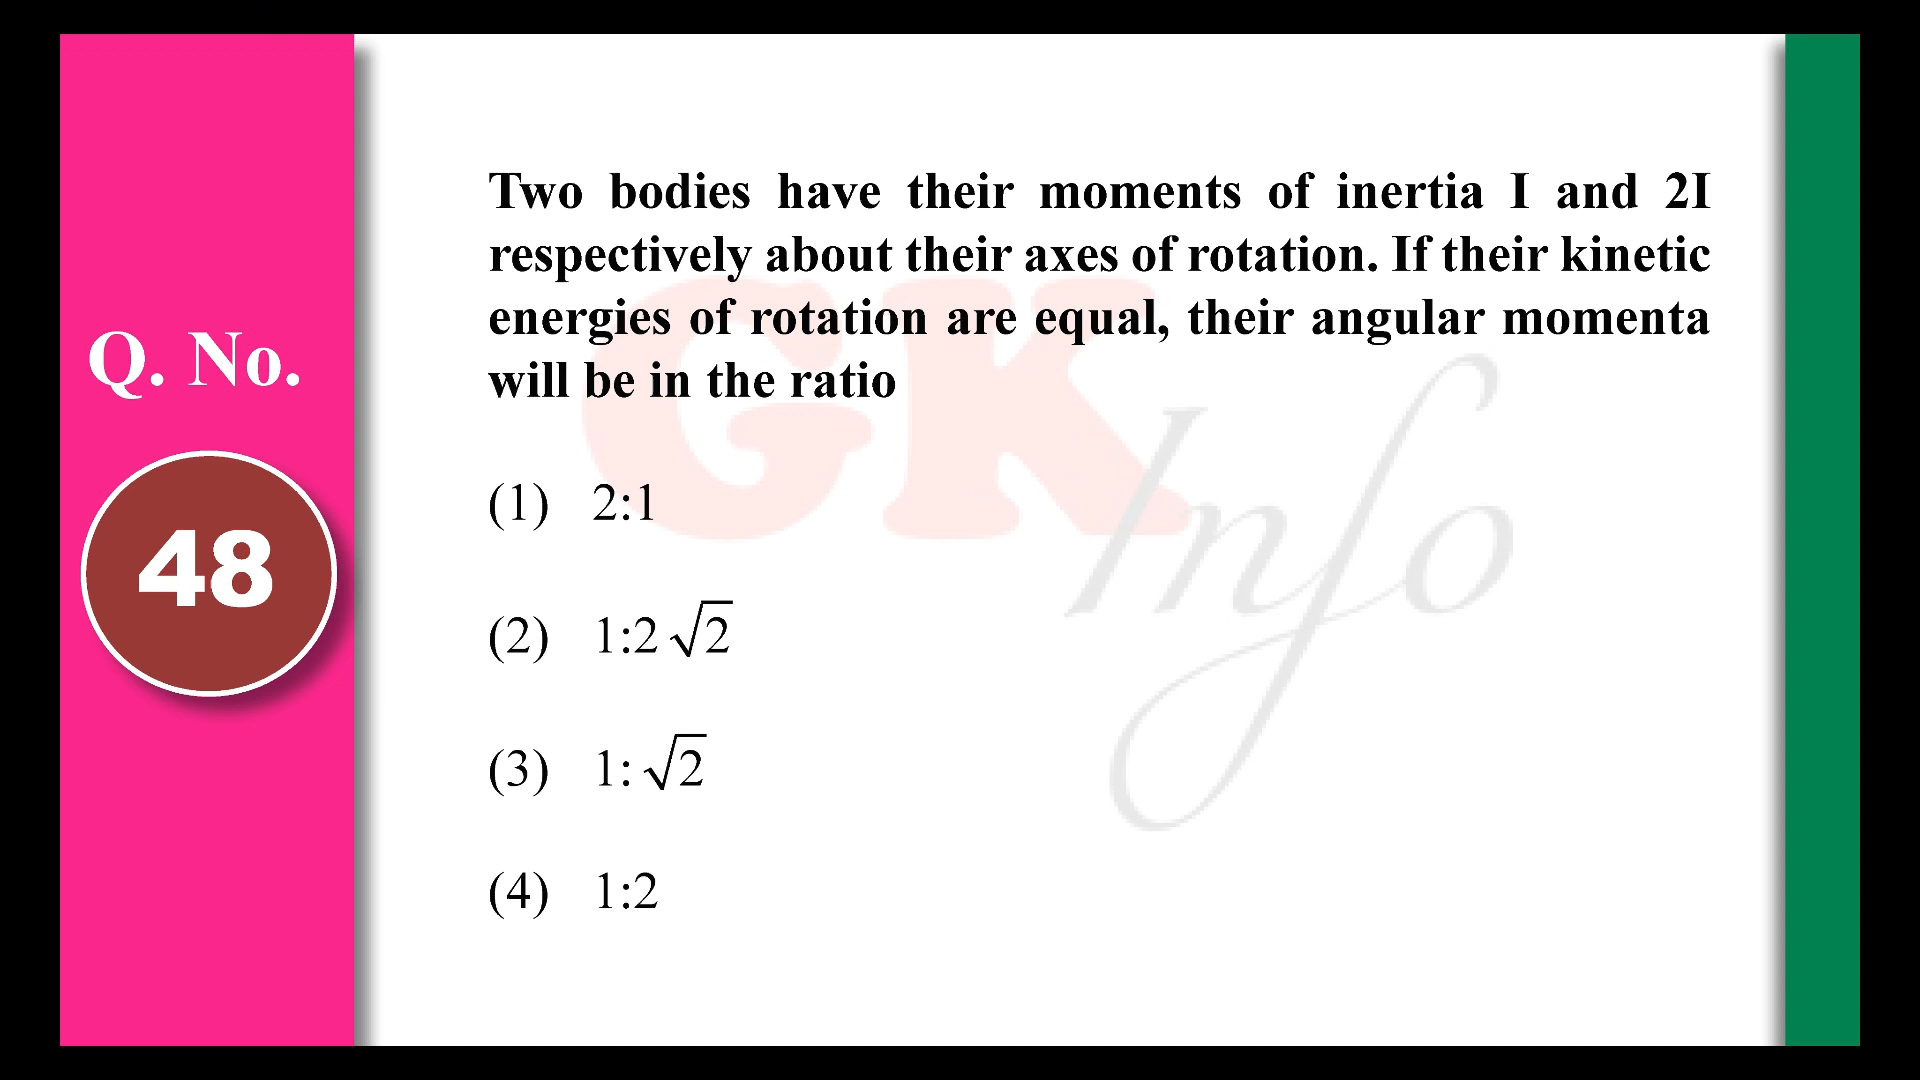 Q. No.
48
Two bodies have their moments of inertia I and 2I
respectively about their axes of rotation. If their kinetic
energies of rotation are equal, their angular momenta
will be in the ratio
(1) 2:1
(2) 1:2√2
(3) 1:√2
(4) 1:2
GK
Info